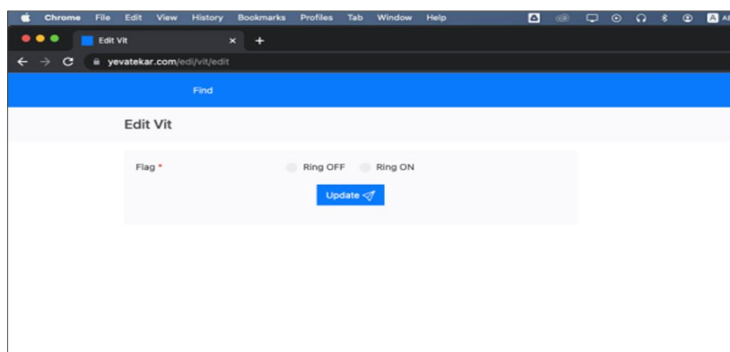 Chrome File Edit View History Bookmarks Profiles Tab Window Help
Edit Vit
yevatekar.com/edi/vit/edit
Find
Edit Vit
Flag *
Ring OFF Ring ON
Update